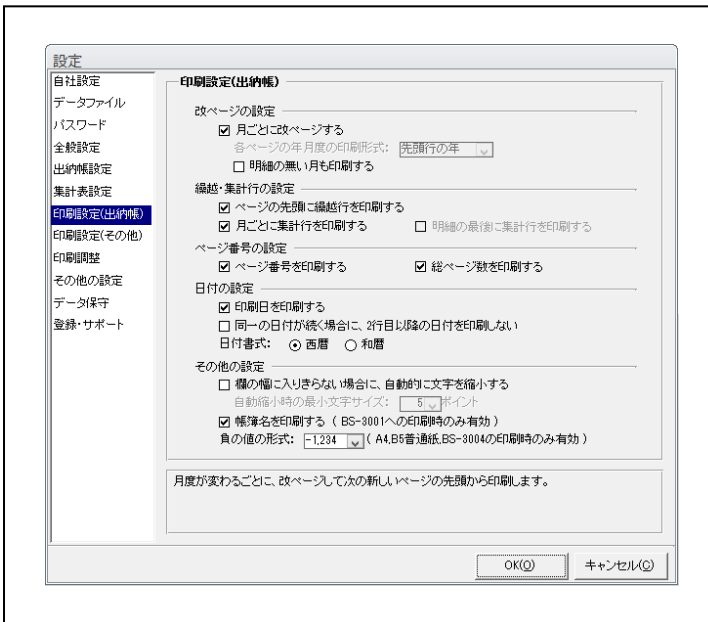 設定
自社設定
データファイル
パスワード
全般設定
出納帳設定
集計表設定
印刷設定(出納帳)
印刷設定(その他)
印刷調整
その他の設定
データ保守
登録・サポート
印刷設定(出納帳)
改ページの設定
月ごとに改ページする
各ページの年月度の印刷形式: 先頭行の年
明細の無い月も印刷する
繰越・集計行の設定
ページの先頭に繰越行を印刷する
月ごとに集計行を印刷する 明細の最後に集計行を印刷する
ページ番号の設定
ページ番号を印刷する 総ページ数を印刷する
日付の設定
印刷日を印刷する
同一の日付が続く場合に、2行目以降の日付を印刷しない
日付書式: 西暦 和暦
その他の設定
欄の幅に入りきらない場合に、自動的に文字を縮小する
自動縮小時の最小文字サイズ: 5 ポイント
帳簿名を印刷する ( BS-3001への印刷時のみ有効 )
負の値の形式: -1,234 ( A4,B5普通紙,BS-3004の印刷時のみ有効 )
月度が変わるごとに、改ページして次の新しいページの先頭から印刷します。
OK(O) キャンセル(C)